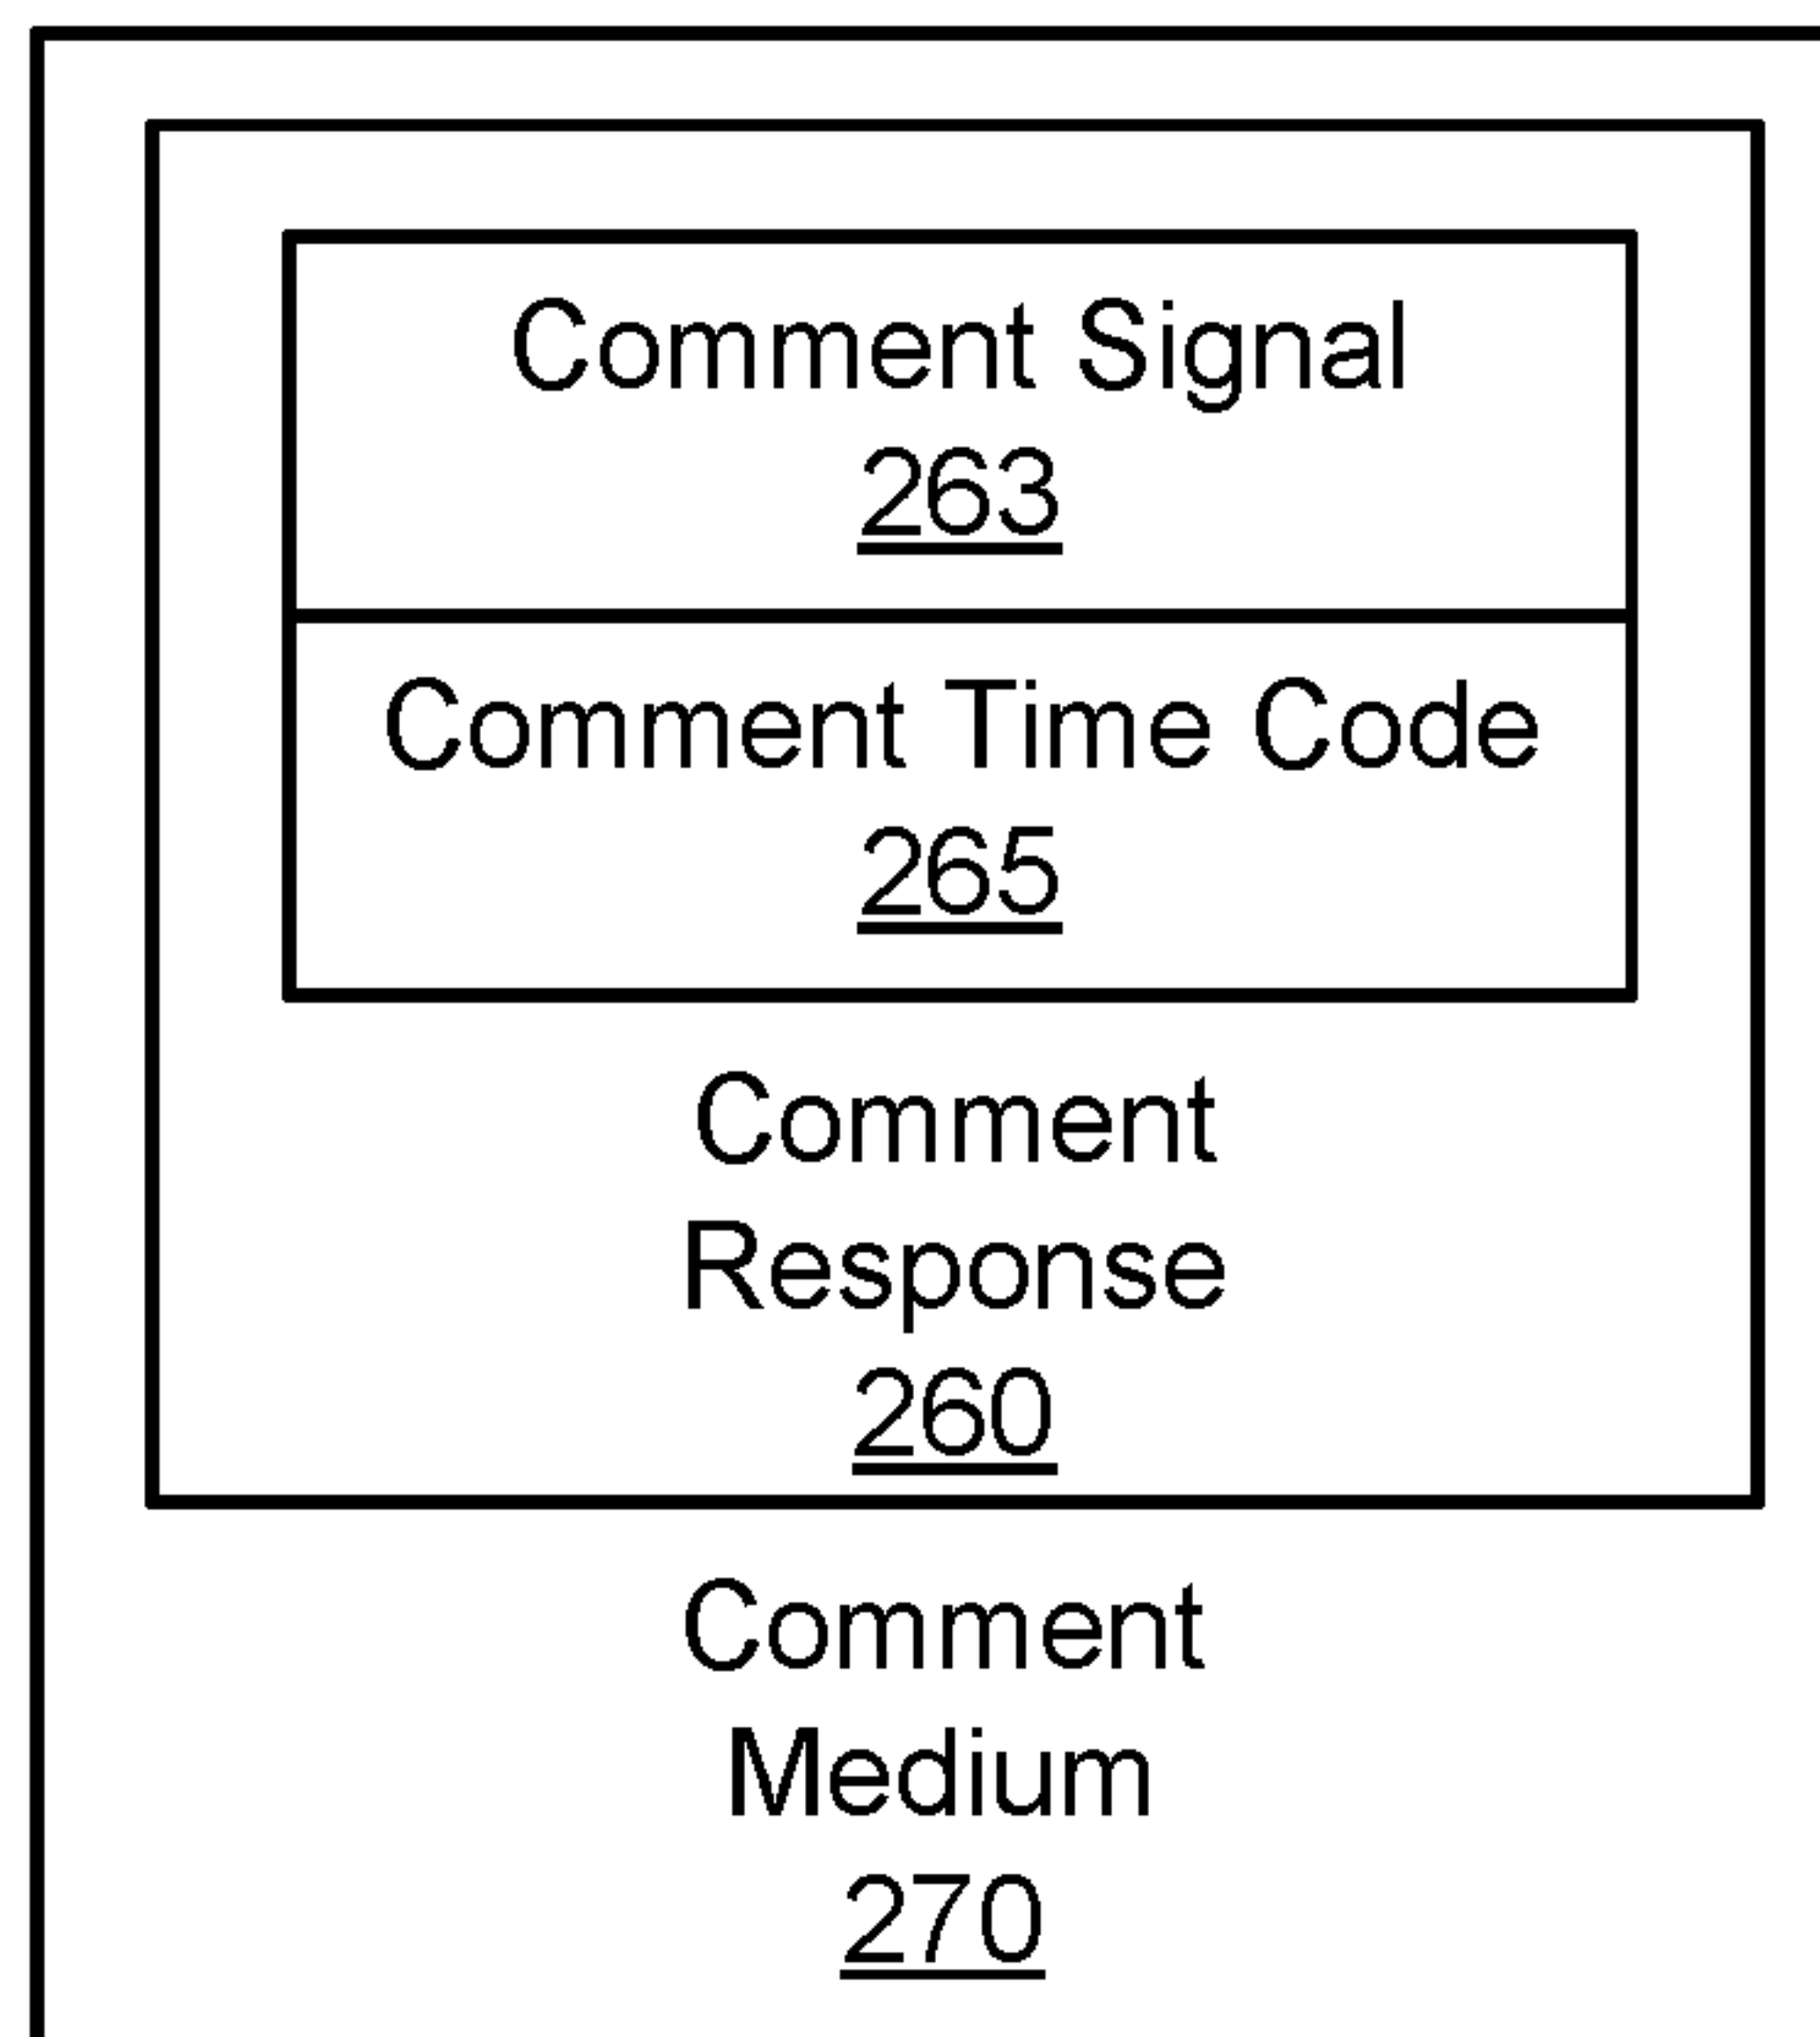 Comment Signal
263
Comment Time Code
265
Comment
Response
260
Comment
Medium
270